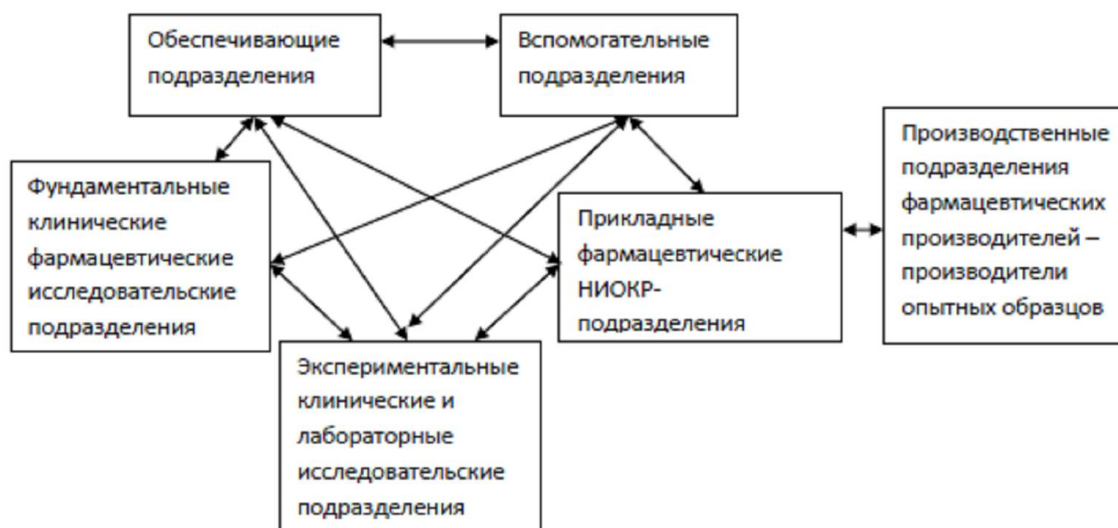 Обеспечивающие
подразделения
Вспомогательные
подразделения
Производственные
подразделения
фармацевтических
производителей –
производители
опытных образцов
Фундаментальные
клинические
фармацевтические
исследовательские
подразделения
Прикладные
фармацевтические
НИОКР-
подразделения
Экспериментальные
клинические и
лабораторные
исследовательские
подразделения